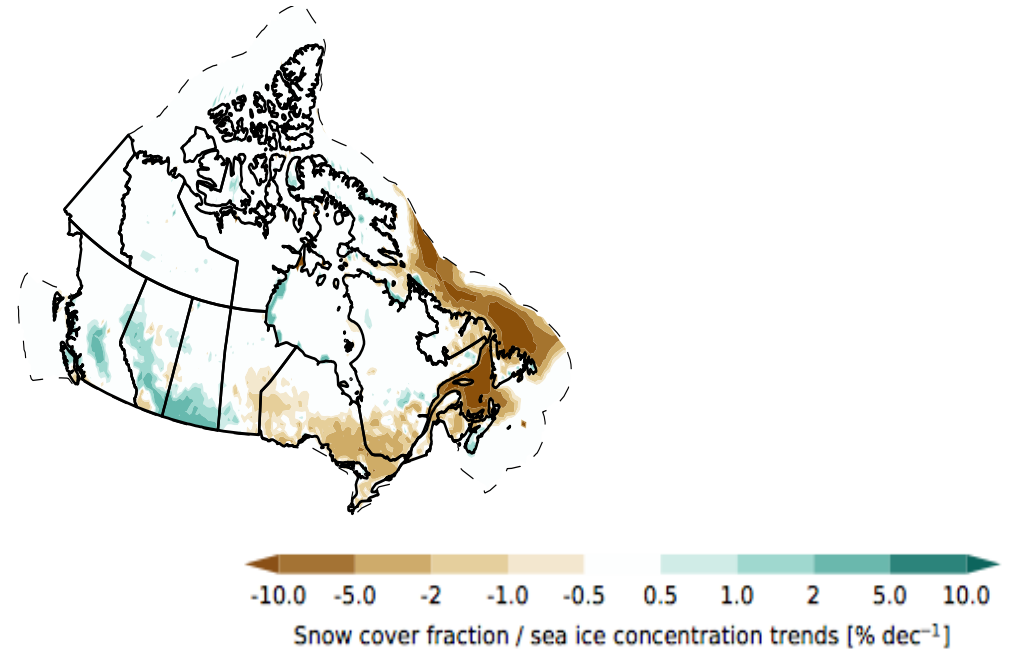 -10.0 -5.0 -2 -1.0 -0.5 0.5 1.0 2 5.0 10.0
Snow cover fraction / sea ice concentration trends [% dec⁻¹]